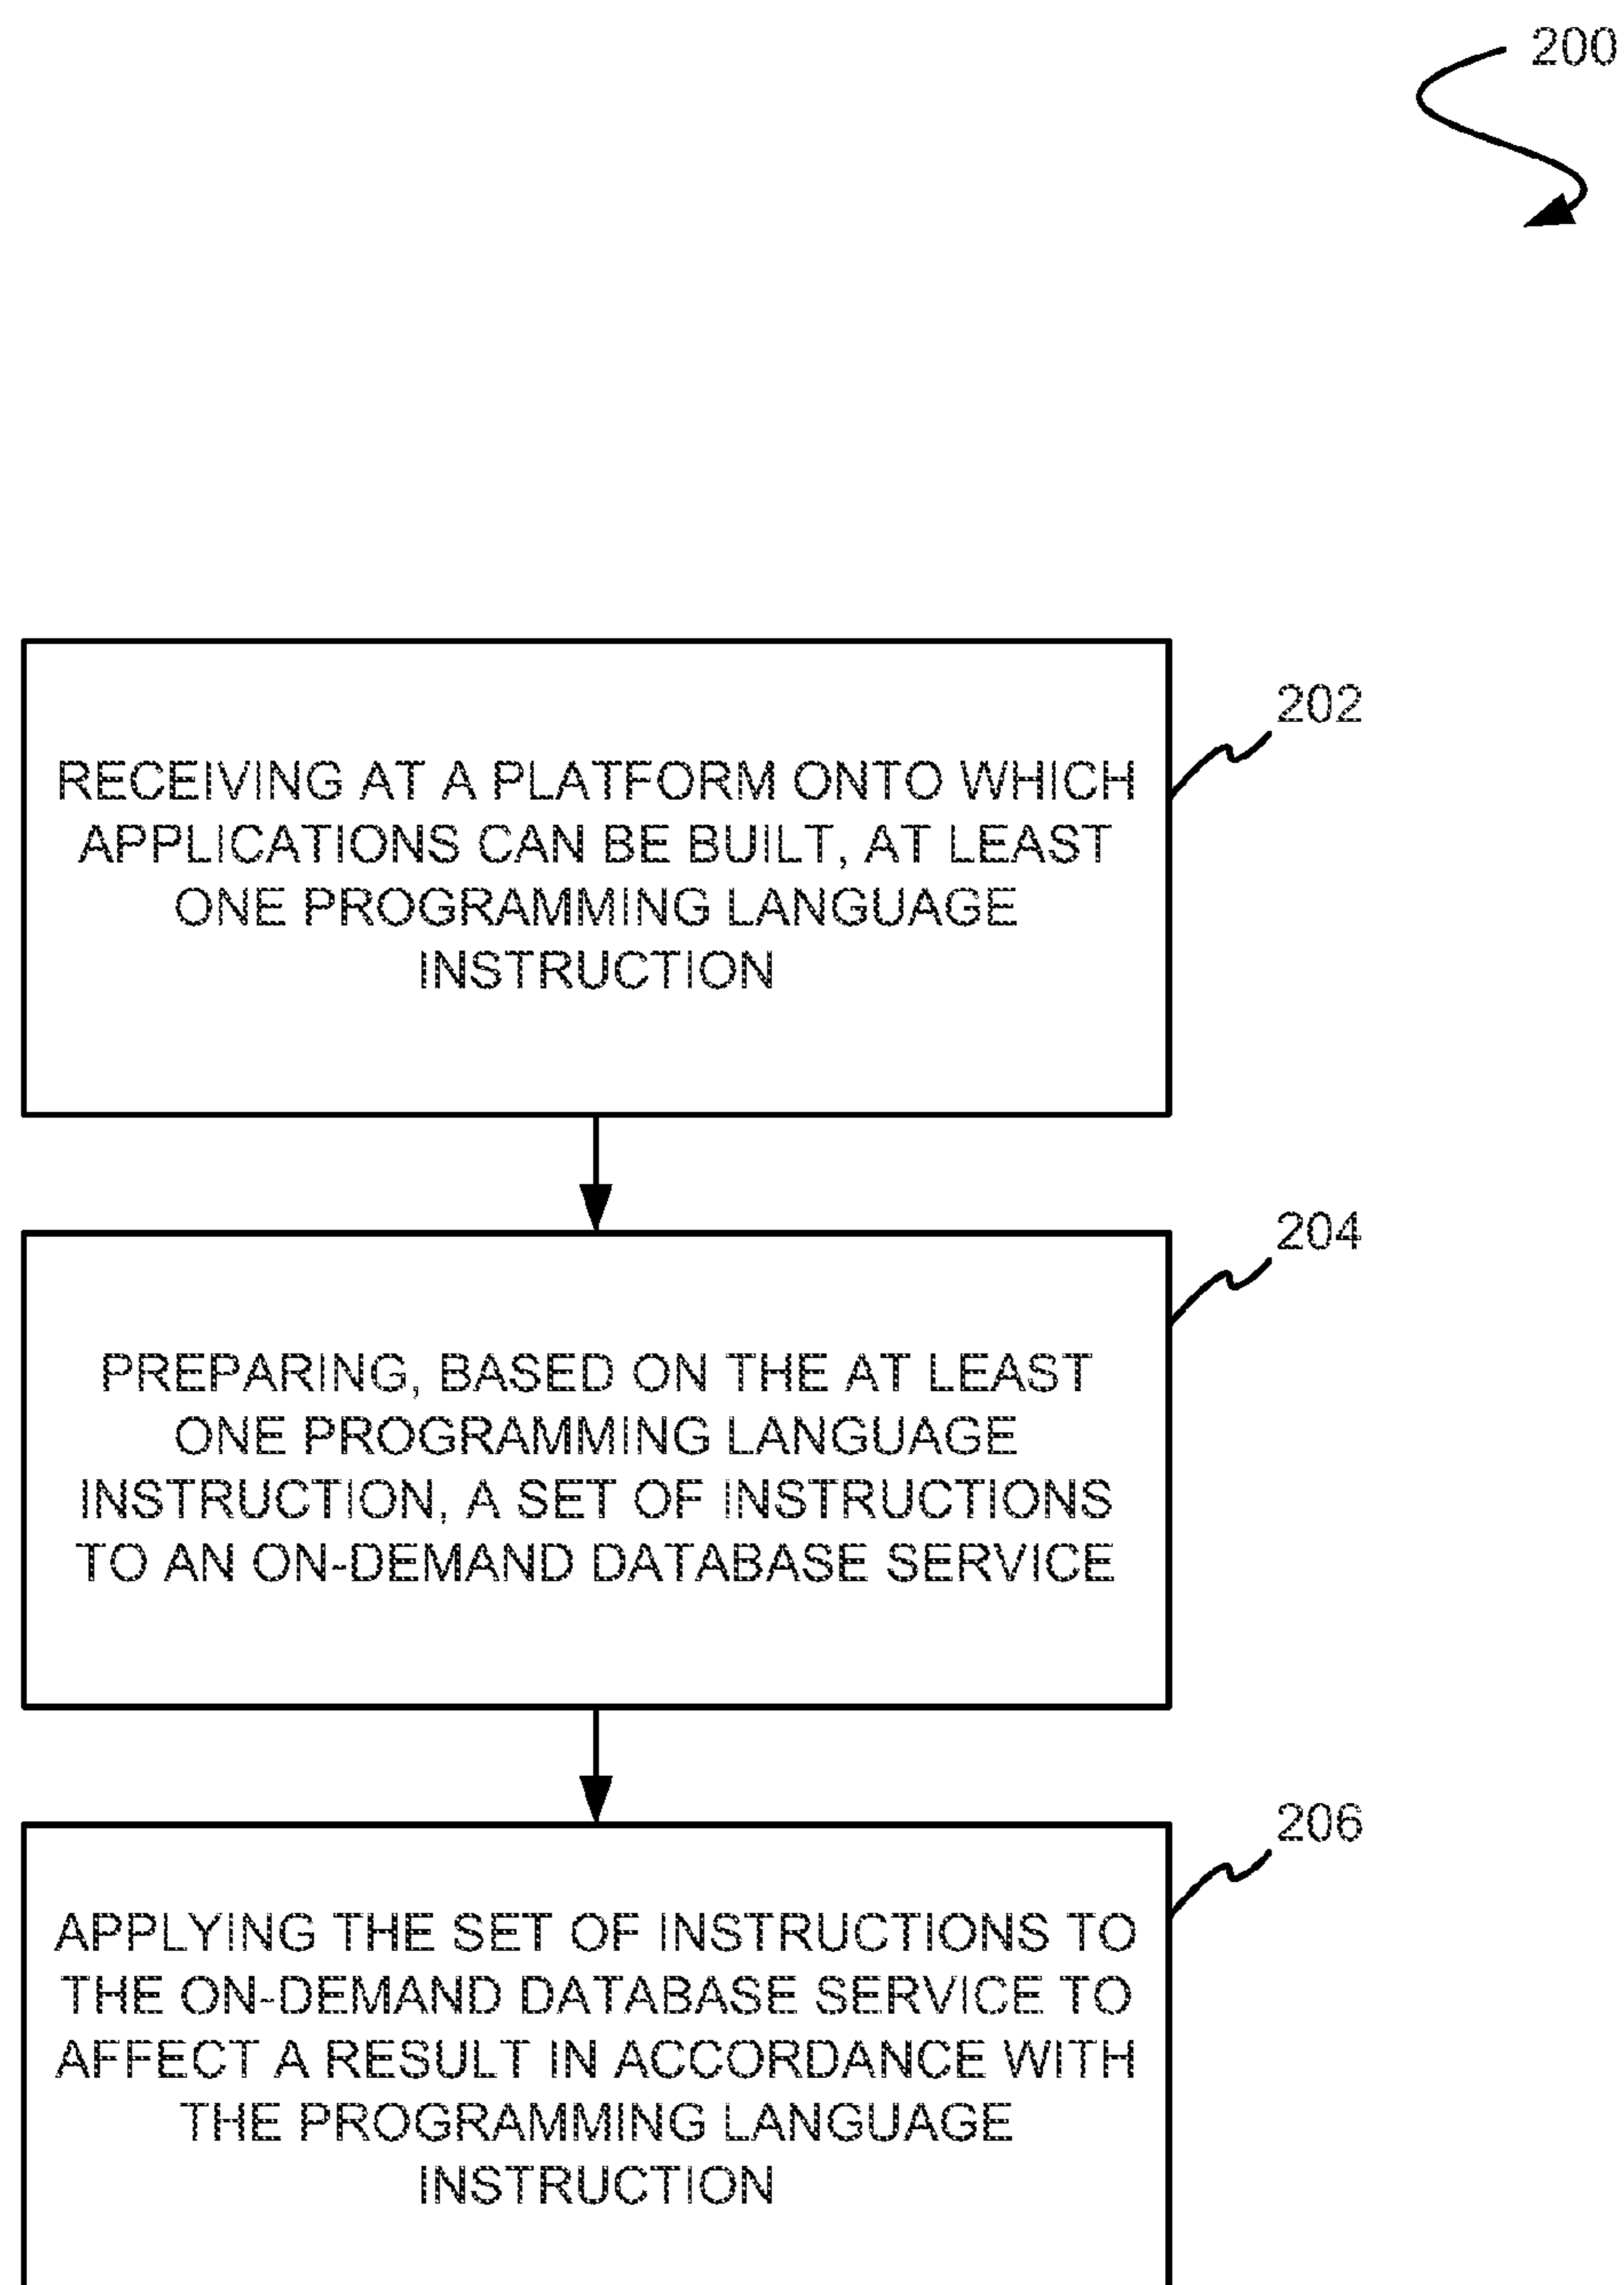 200
202
RECEIVING AT A PLATFORM ONTO WHICH
APPLICATIONS CAN BE BUILT, AT LEAST
ONE PROGRAMMING LANGUAGE
INSTRUCTION
204
PREPARING, BASED ON THE AT LEAST
ONE PROGRAMMING LANGUAGE
INSTRUCTION, A SET OF INSTRUCTIONS
TO AN ON-DEMAND DATABASE SERVICE
206
APPLYING THE SET OF INSTRUCTIONS TO
THE ON-DEMAND DATABASE SERVICE TO
AFFECT A RESULT IN ACCORDANCE WITH
THE PROGRAMMING LANGUAGE
INSTRUCTION